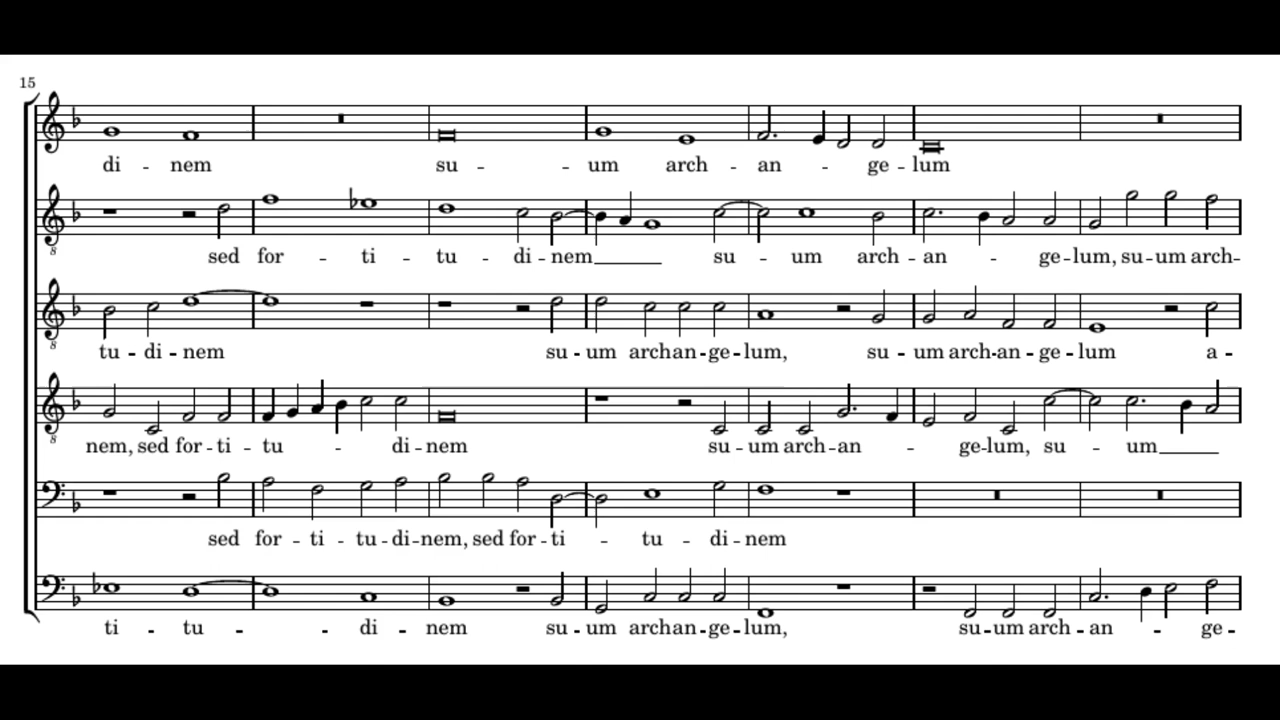 15
di - nem su - um arch - an - ge - lum
sed for - ti - tu - di - nem su - um arch - an - ge - lum, su - um arch -
tu - di - nem su - um arch - an - ge - lum, su - um arch - an - ge - lum a -
nem, sed for - ti - tu - di - nem su - um arch - an - ge - lum, su - um
sed for - ti - tu - di - nem, sed for - ti - tu - di - nem
ti - tu - di - nem su - um arch - an - ge - lum, su - um arch - an - ge -